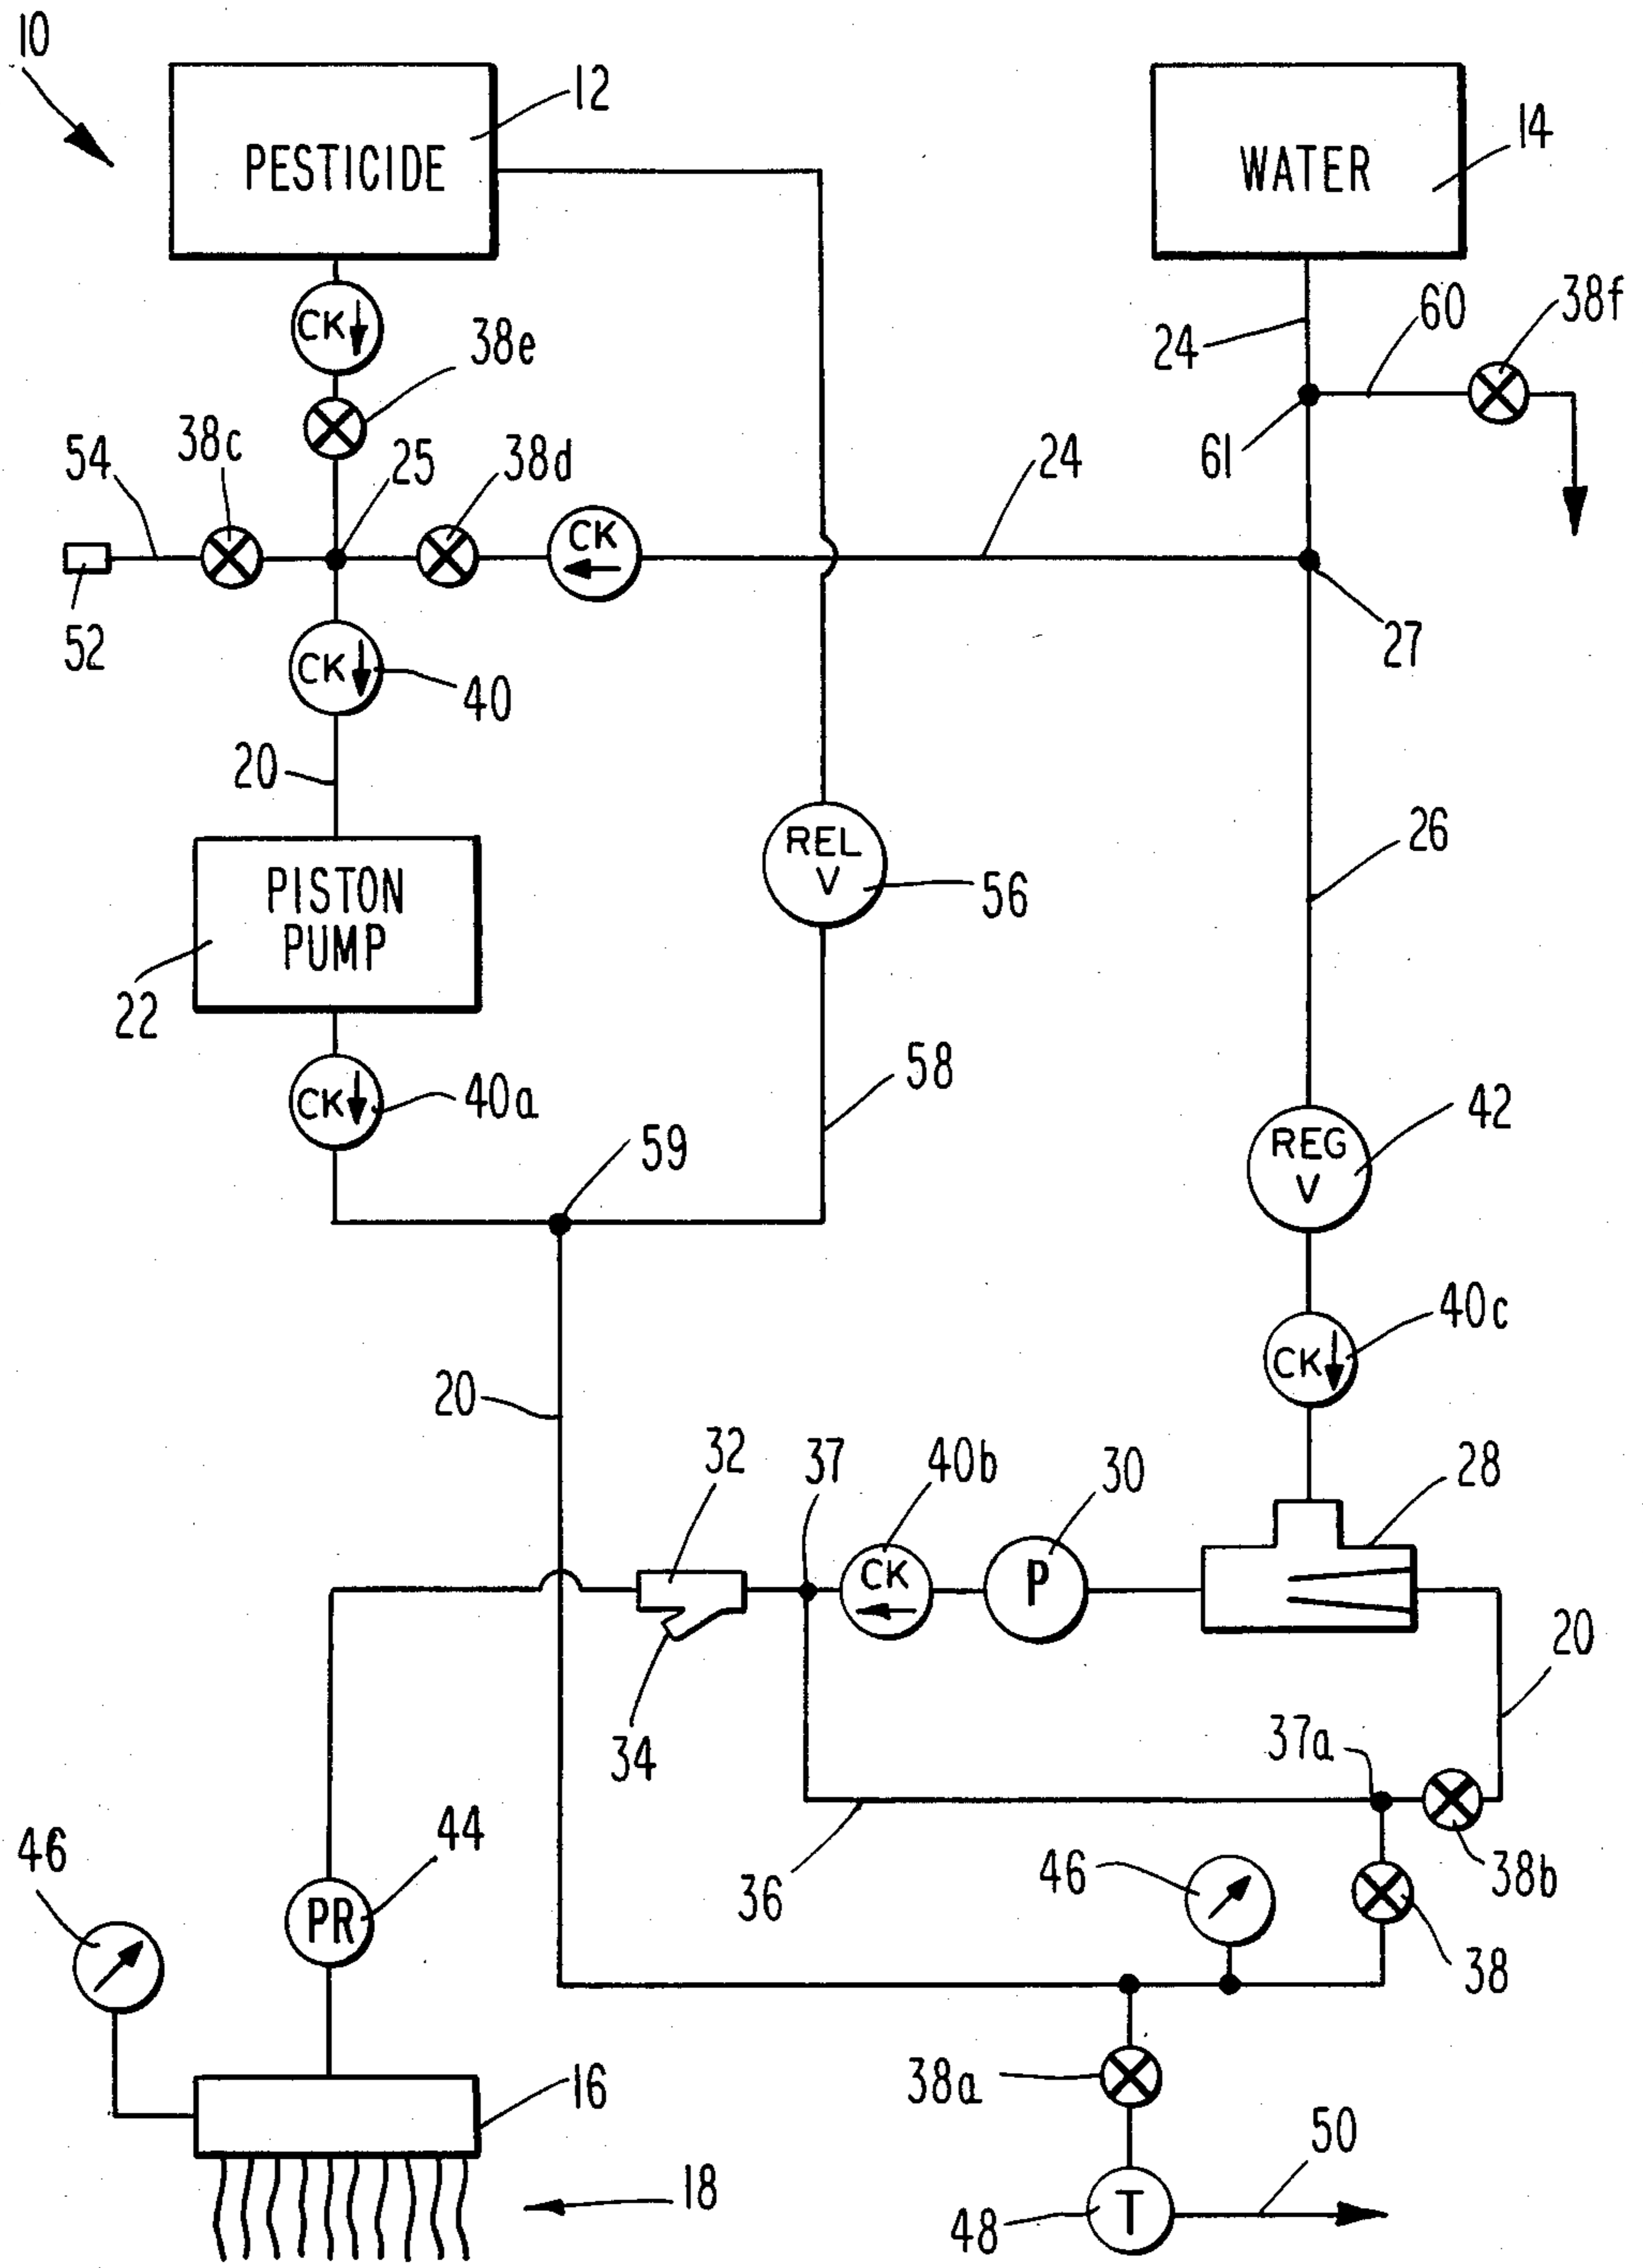 10
12
PESTICIDE
WATER
14
CK
38e
24
60
38f
54
38c
25
38d
24
61
CK
52
27
CK
40
20
26
REL
V
56
PISTON
PUMP
22
58
CK
40a
42
REG
V
59
40c
CK
20
32
37
40b
30
28
CK
P
20
34
37a
46
44
36
46
38b
PR
38
38a
16
50
18
48
T